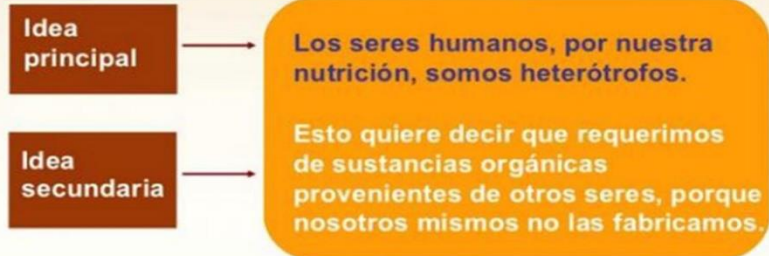 Idea
principal
Los seres humanos, por nuestra
nutrición, somos heterótrofos.
Idea
secundaria
Esto quiere decir que requerimos
de sustancias orgánicas
provenientes de otros seres, porque
nosotros mismos no las fabricamos.